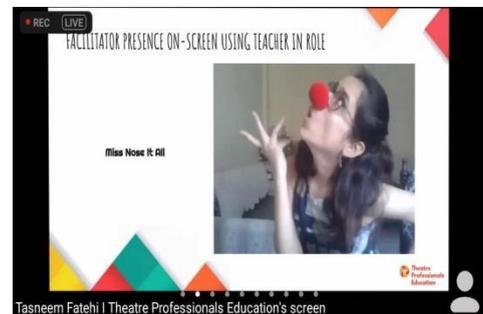 REC LIVE
FACILITATOR PRESENCE ON-SCREEN USING TEACHER IN ROLE
Miss Nose It All
Theatre
Professionals
Education
Tasneem Fatehi | Theatre Professionals Education's screen